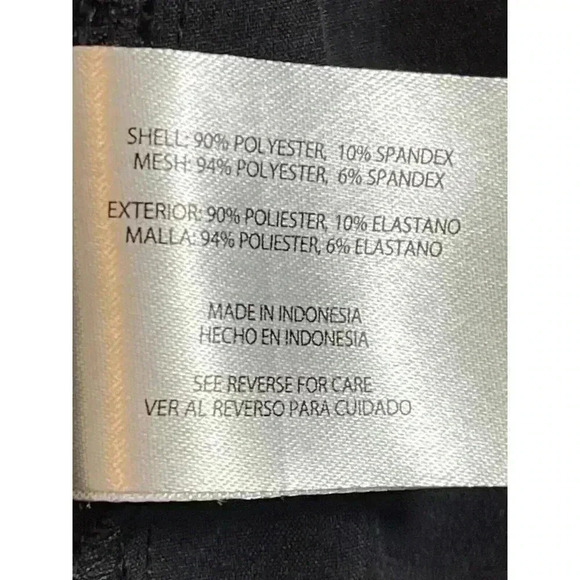 SHELL: 90% POLYESTER, 10% SPANDEX
MESH: 94% POLYESTER, 6% SPANDEX
EXTERIOR: 90% POLIESTER, 10% ELASTANO
MALLA: 94% POLIESTER, 6% ELASTANO
MADE IN INDONESIA
HECHO EN INDONESIA
SEE REVERSE FOR CARE
VER AL REVERSO PARA CUIDADO